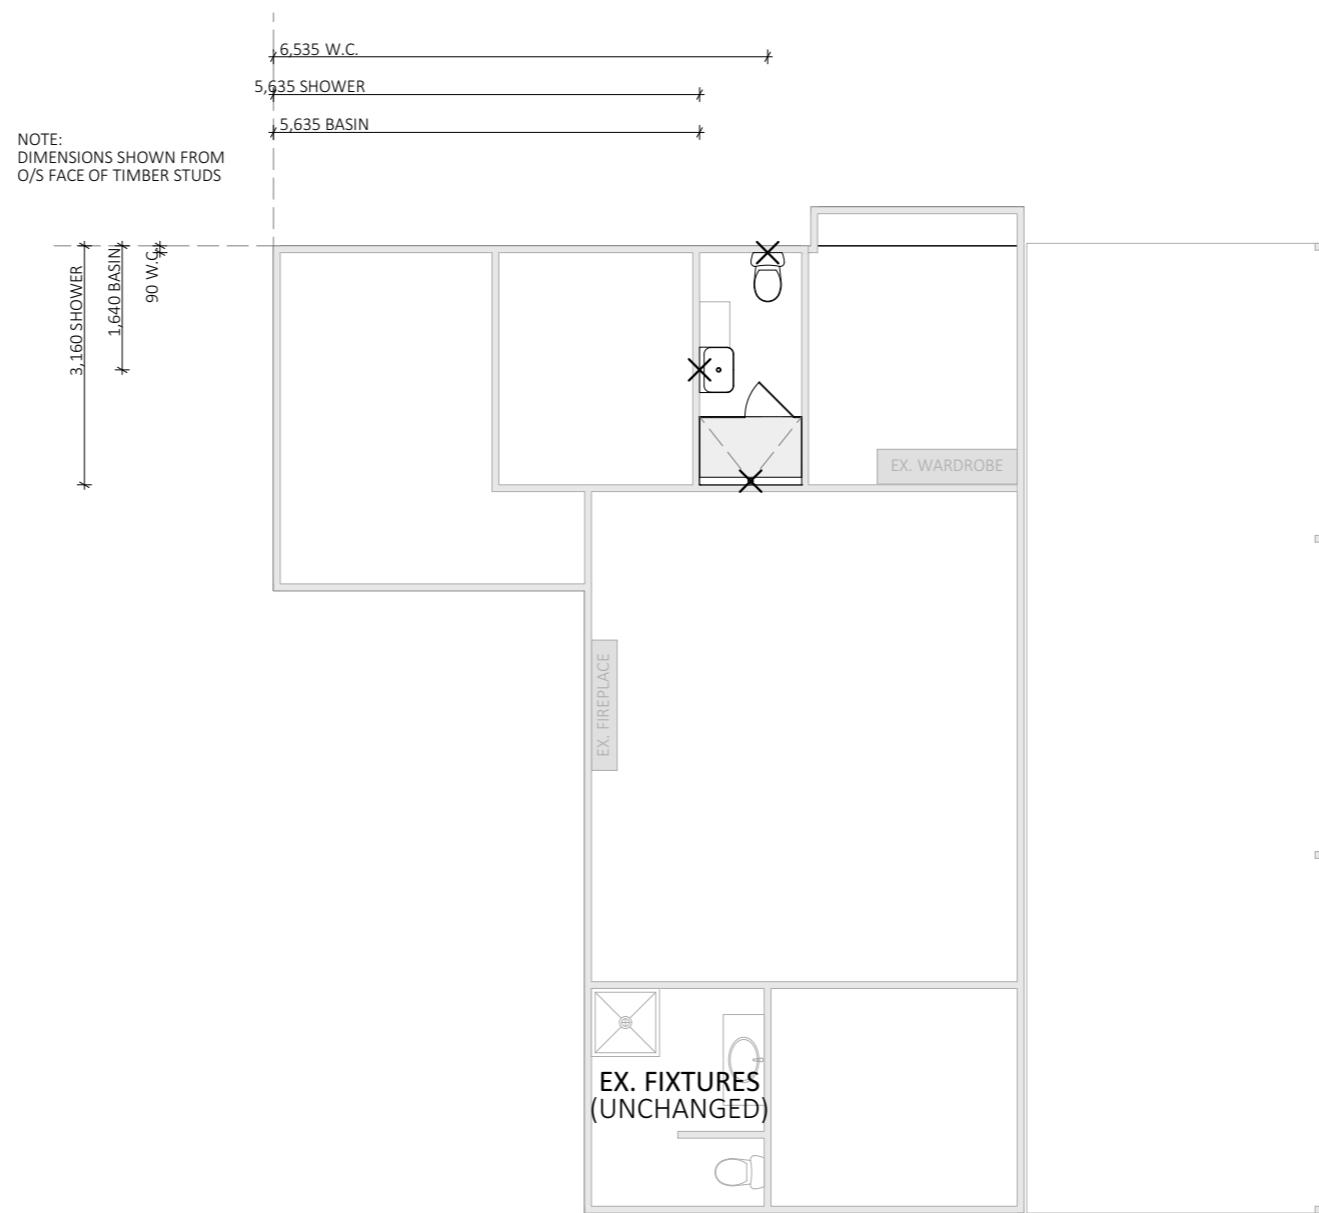 6,535 W.C.
5,635 SHOWER
5,635 BASIN
NOTE:
DIMENSIONS SHOWN FROM
O/S FACE OF TIMBER STUDS
3,160 SHOWER
1,640 BASIN
90 W.C.
EX. WARDROBE
EX. FIREPLACE
EX. FIXTURES
(UNCHANGED)